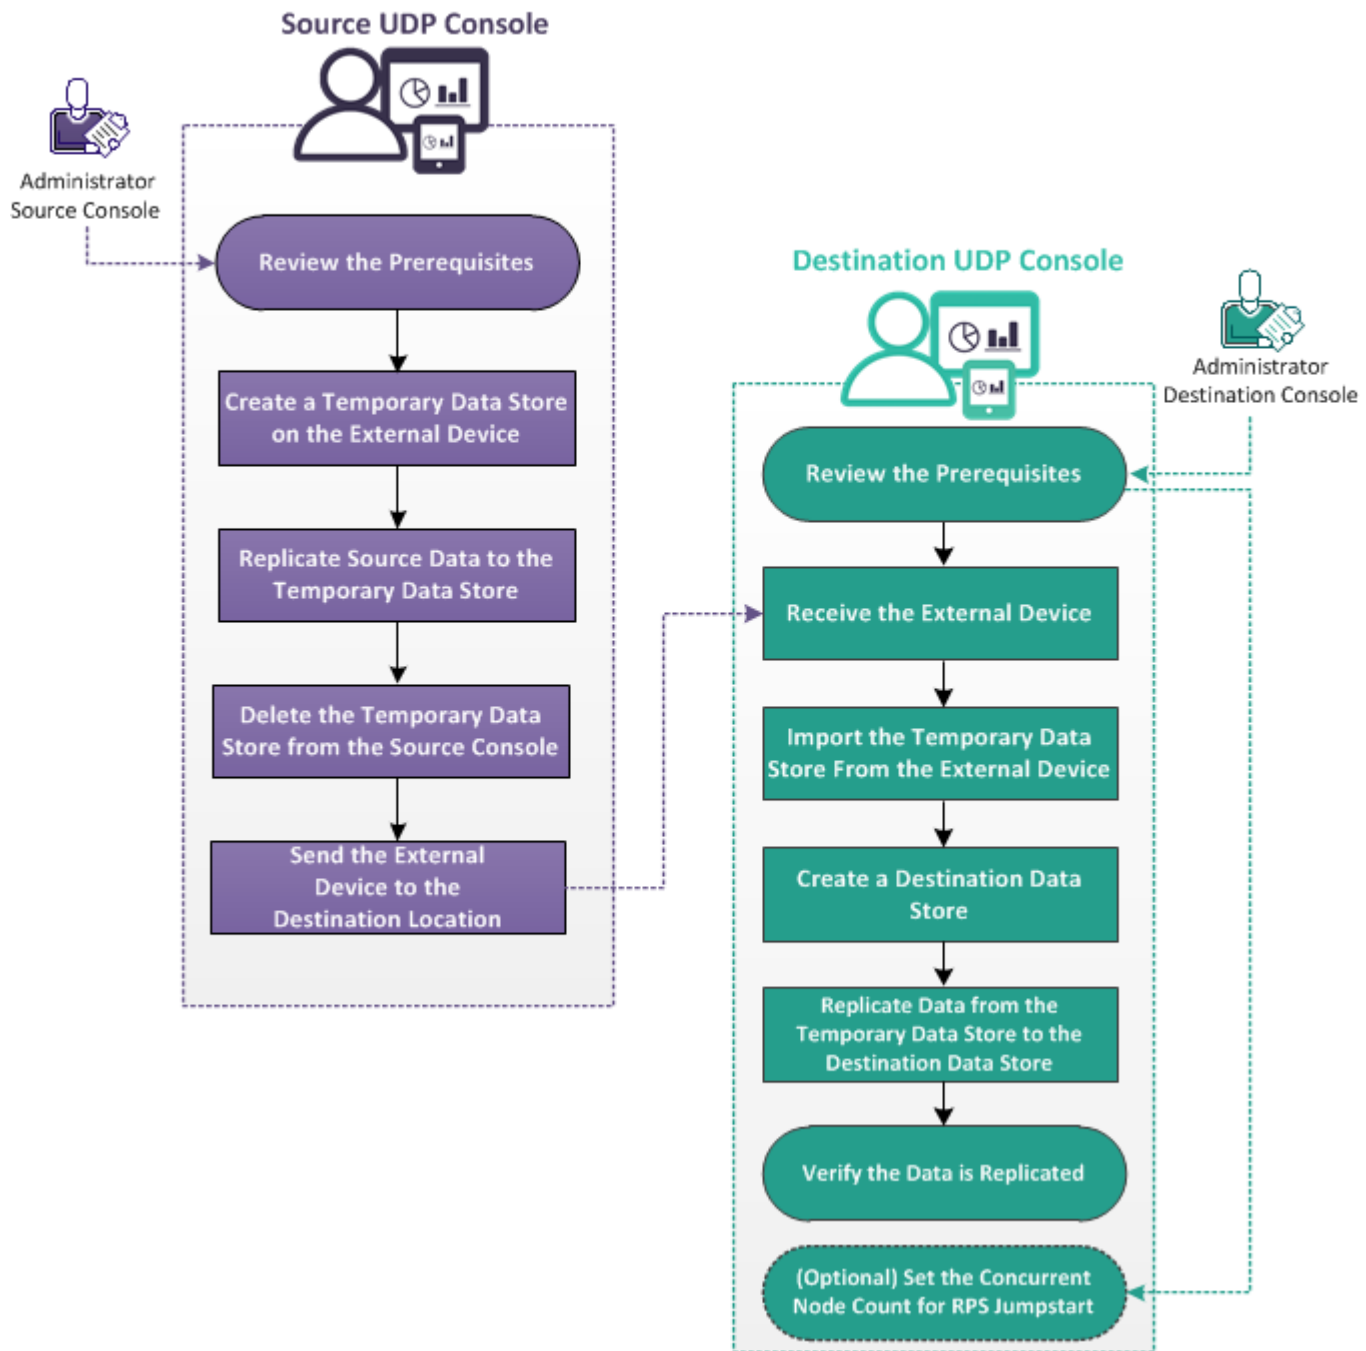 Source UDP Console
Administrator
Source Console
Review the Prerequisites
Create a Temporary Data Store
on the External Device
Replicate Source Data to the
Temporary Data Store
Delete the Temporary Data
Store from the Source Console
Send the External
Device to the
Destination Location
Destination UDP Console
Administrator
Destination Console
Review the Prerequisites
Receive the External Device
Import the Temporary Data
Store From the External Device
Create a Destination Data
Store
Replicate Data from the
Temporary Data Store to the
Destination Data Store
Verify the Data is Replicated
(Optional) Set the Concurrent
Node Count for RPS Jumpstart